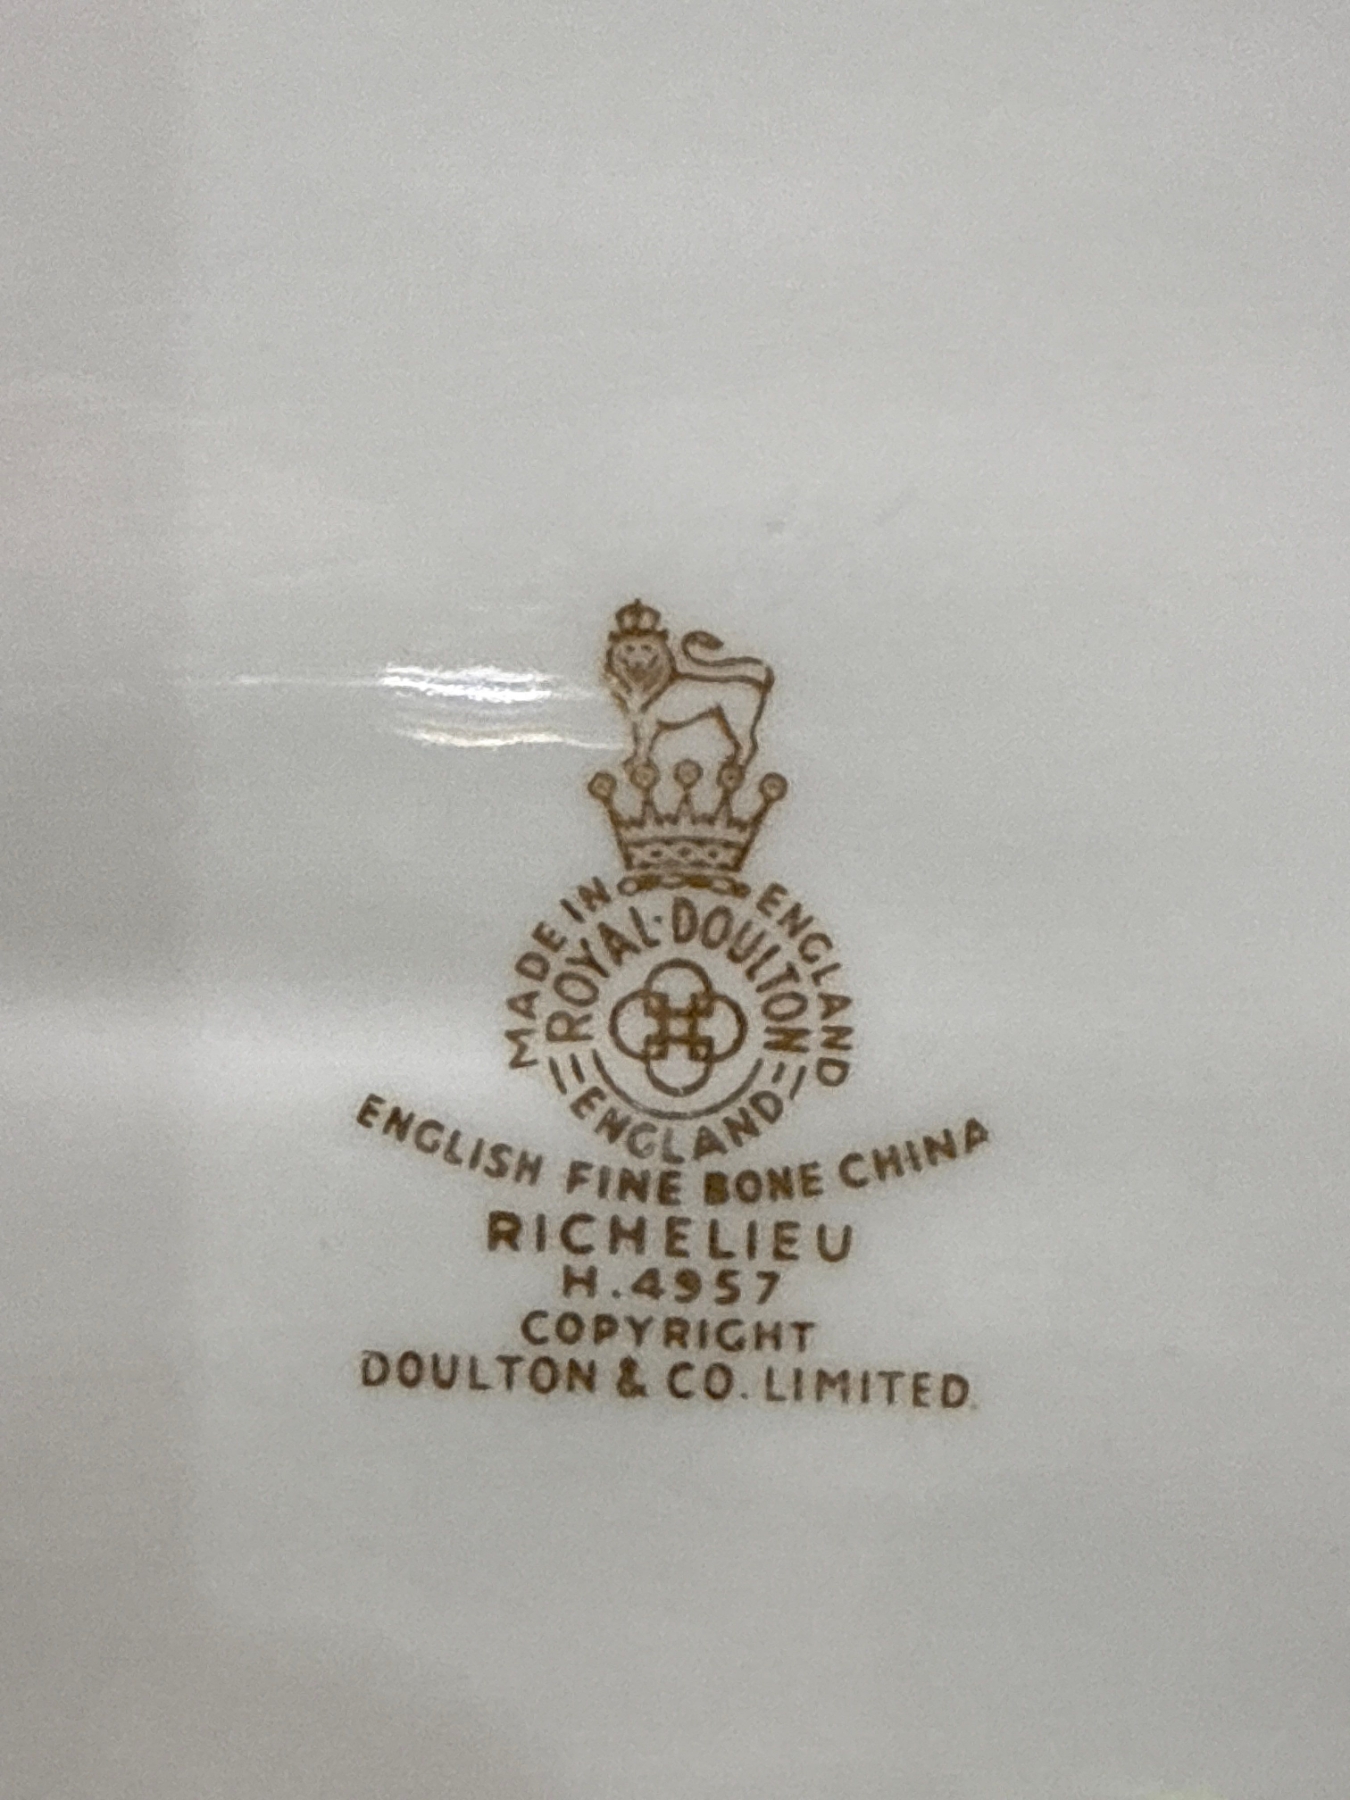 MADE IN ENGLAND
ROYAL·DOULTON
ENGLAND
ENGLISH FINE BONE CHINA
RICHELIEU
H.4957
COPYRIGHT
DOULTON & CO. LIMITED.